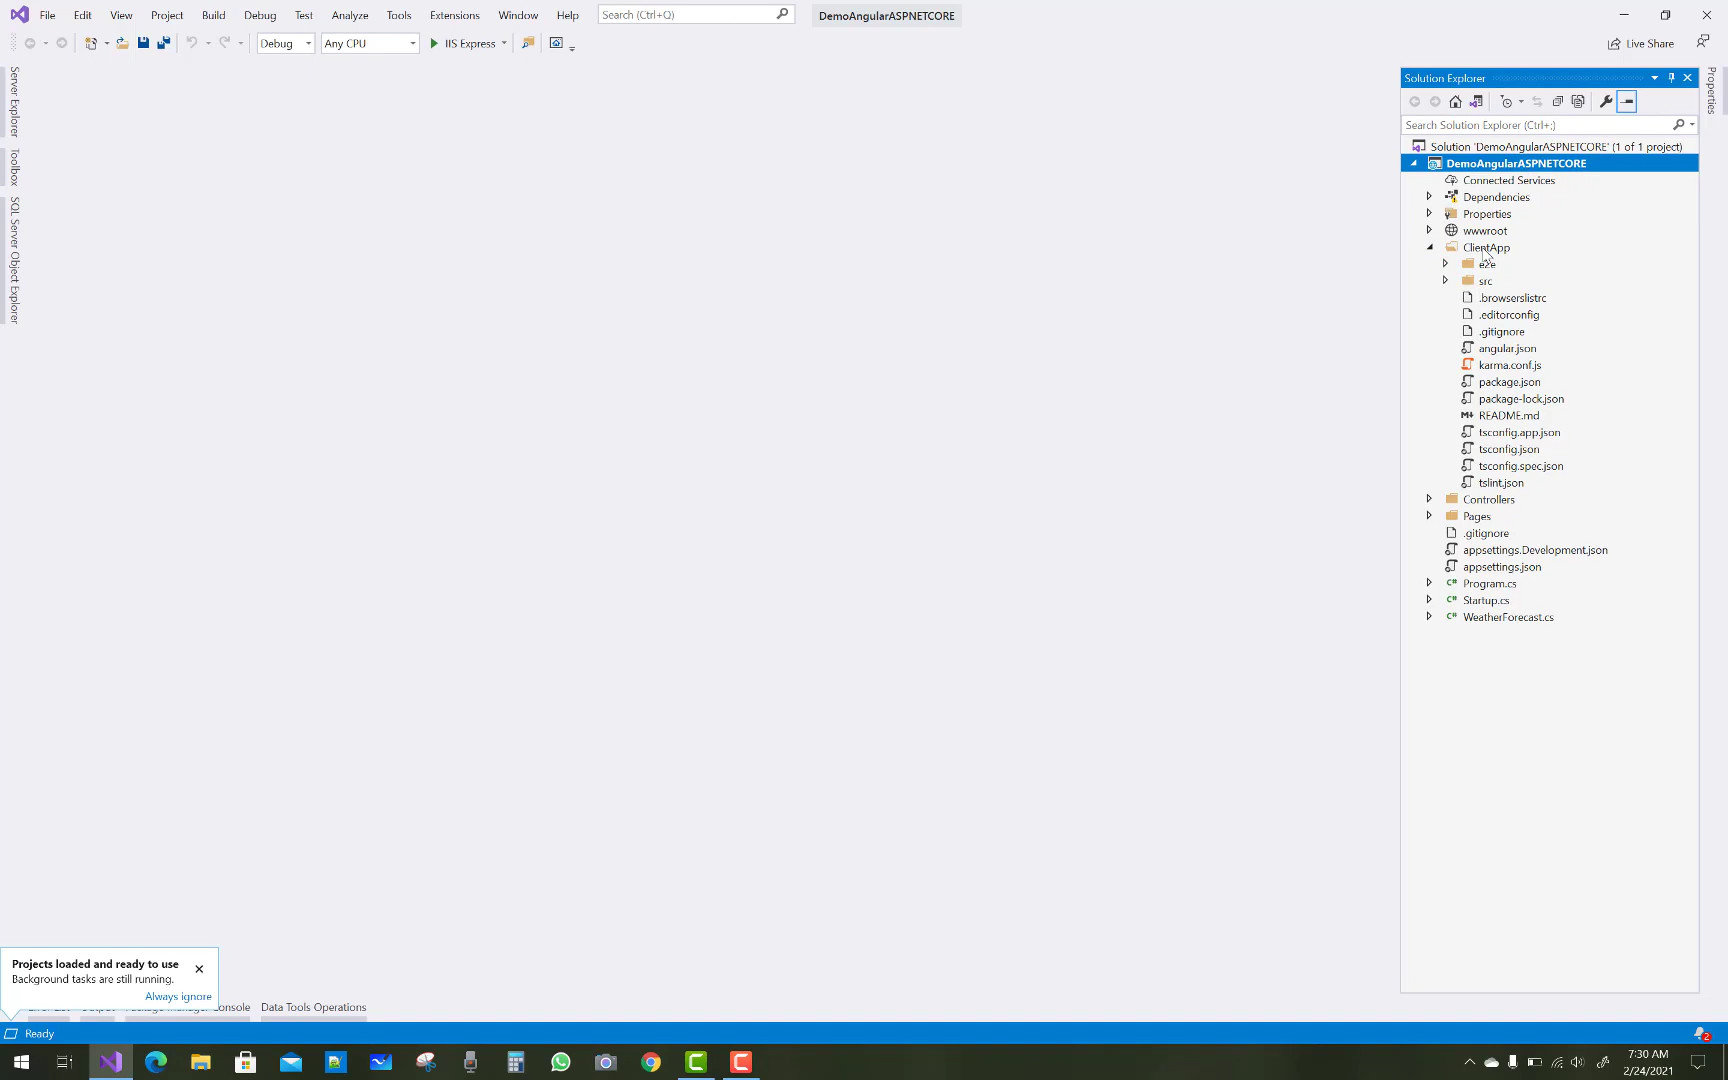 File Edit View Project Build Debug Test Analyze Tools Extensions Window Help Search (Ctrl+Q) DemoAngularASPNETCORE
Debug Any CPU IIS Express Live Share
Server Explorer
Toolbox
SQL Server Object Explorer
Solution Explorer
Properties
Search Solution Explorer (Ctrl+;)
Solution 'DemoAngularASPNETCORE' (1 of 1 project)
DemoAngularASPNETCORE
Connected Services
Dependencies
Properties
wwwroot
ClientApp
e2e
src
.browserslistrc
.editorconfig
.gitignore
angular.json
karma.conf.js
package.json
package-lock.json
README.md
tsconfig.app.json
tsconfig.json
tsconfig.spec.json
tslint.json
Controllers
Pages
.gitignore
appsettings.Development.json
appsettings.json
C# Program.cs
C# Startup.cs
C# WeatherForecast.cs
Projects loaded and ready to use
Background tasks are still running.
Always ignore
Data Tools Operations
Ready
2
7:30 AM
2/24/2021